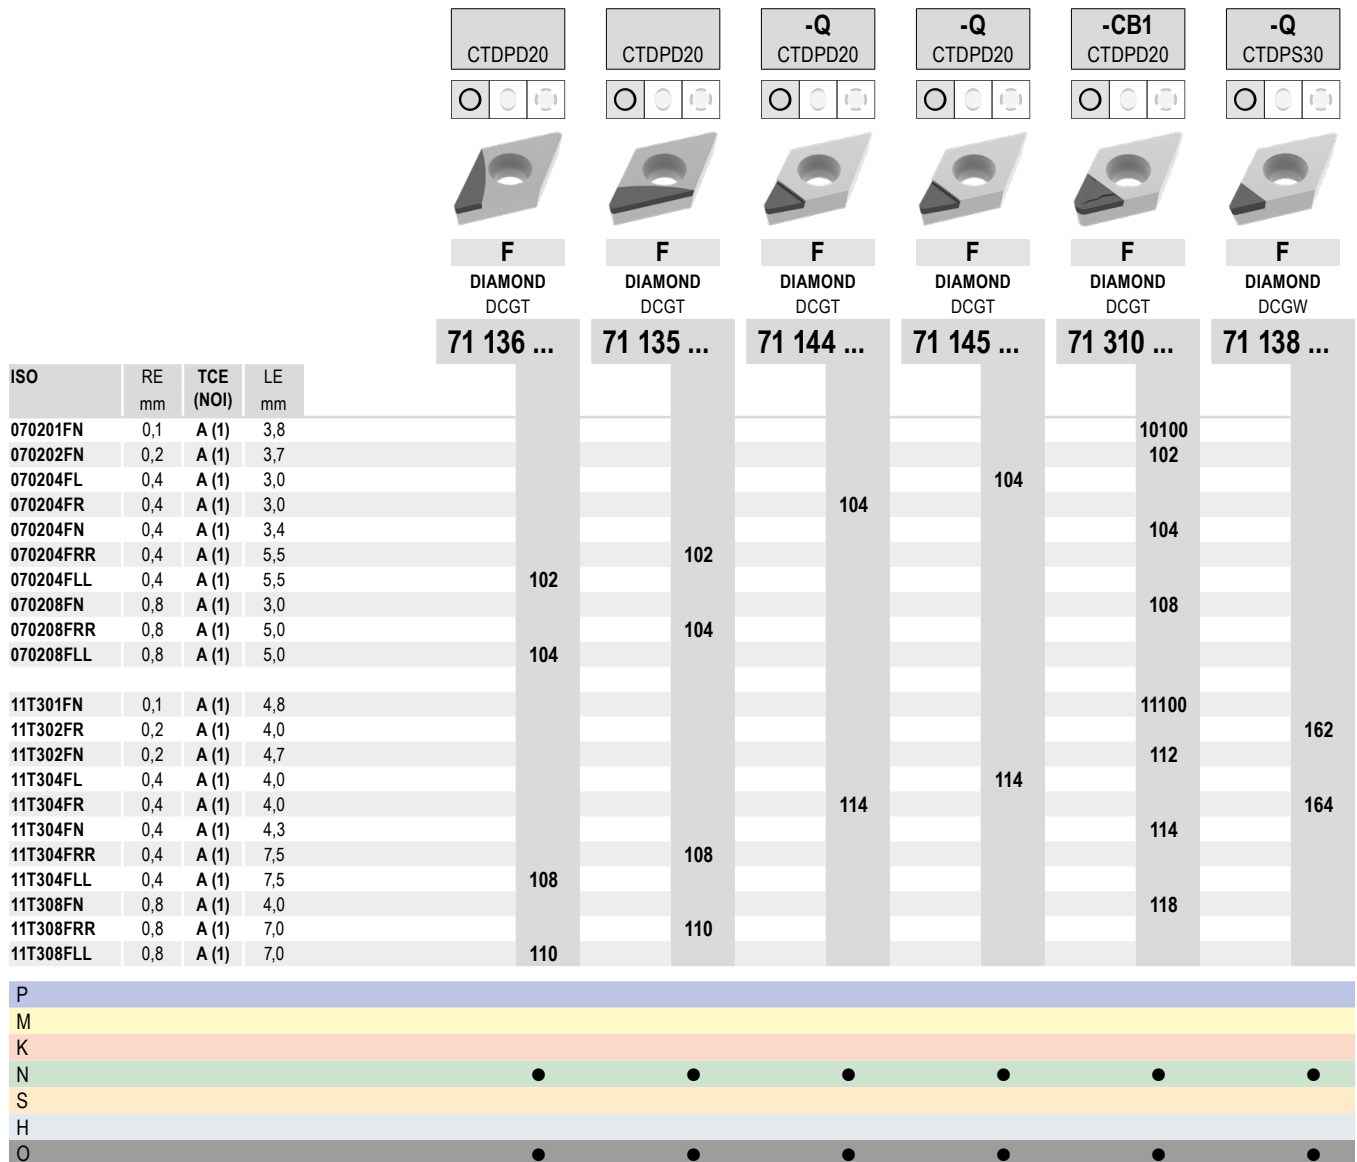 -Q -Q -CB1 -Q
CTDPD20 CTDPD20 CTDPD20 CTDPD20 CTDPD20 CTDPS30
F F F F F F
DIAMOND DIAMOND DIAMOND DIAMOND DIAMOND DIAMOND
DCGT DCGT DCGT DCGT DCGT DCGW
71 136 ... 71 135 ... 71 144 ... 71 145 ... 71 310 ... 71 138 ...
ISO RE TCE LE
mm (NOI) mm
070201FN 0,1 A (1) 3,8 10100
070202FN 0,2 A (1) 3,7 102
070204FL 0,4 A (1) 3,0 104
070204FR 0,4 A (1) 3,0 104
070204FN 0,4 A (1) 3,4 104
070204FRR 0,4 A (1) 5,5 102
070204FLL 0,4 A (1) 5,5 102
070208FN 0,8 A (1) 3,0 108
070208FRR 0,8 A (1) 5,0 104
070208FLL 0,8 A (1) 5,0 104
11T301FN 0,1 A (1) 4,8 11100
11T302FR 0,2 A (1) 4,0 162
11T302FN 0,2 A (1) 4,7 112
11T304FL 0,4 A (1) 4,0 114
11T304FR 0,4 A (1) 4,0 114 164
11T304FN 0,4 A (1) 4,3 114
11T304FRR 0,4 A (1) 7,5 108
11T304FLL 0,4 A (1) 7,5 108
11T308FN 0,8 A (1) 4,0 118
11T308FRR 0,8 A (1) 7,0 110
11T308FLL 0,8 A (1) 7,0 110
P
M
K
N ● ● ● ● ● ●
S
H
O ● ● ● ● ● ●